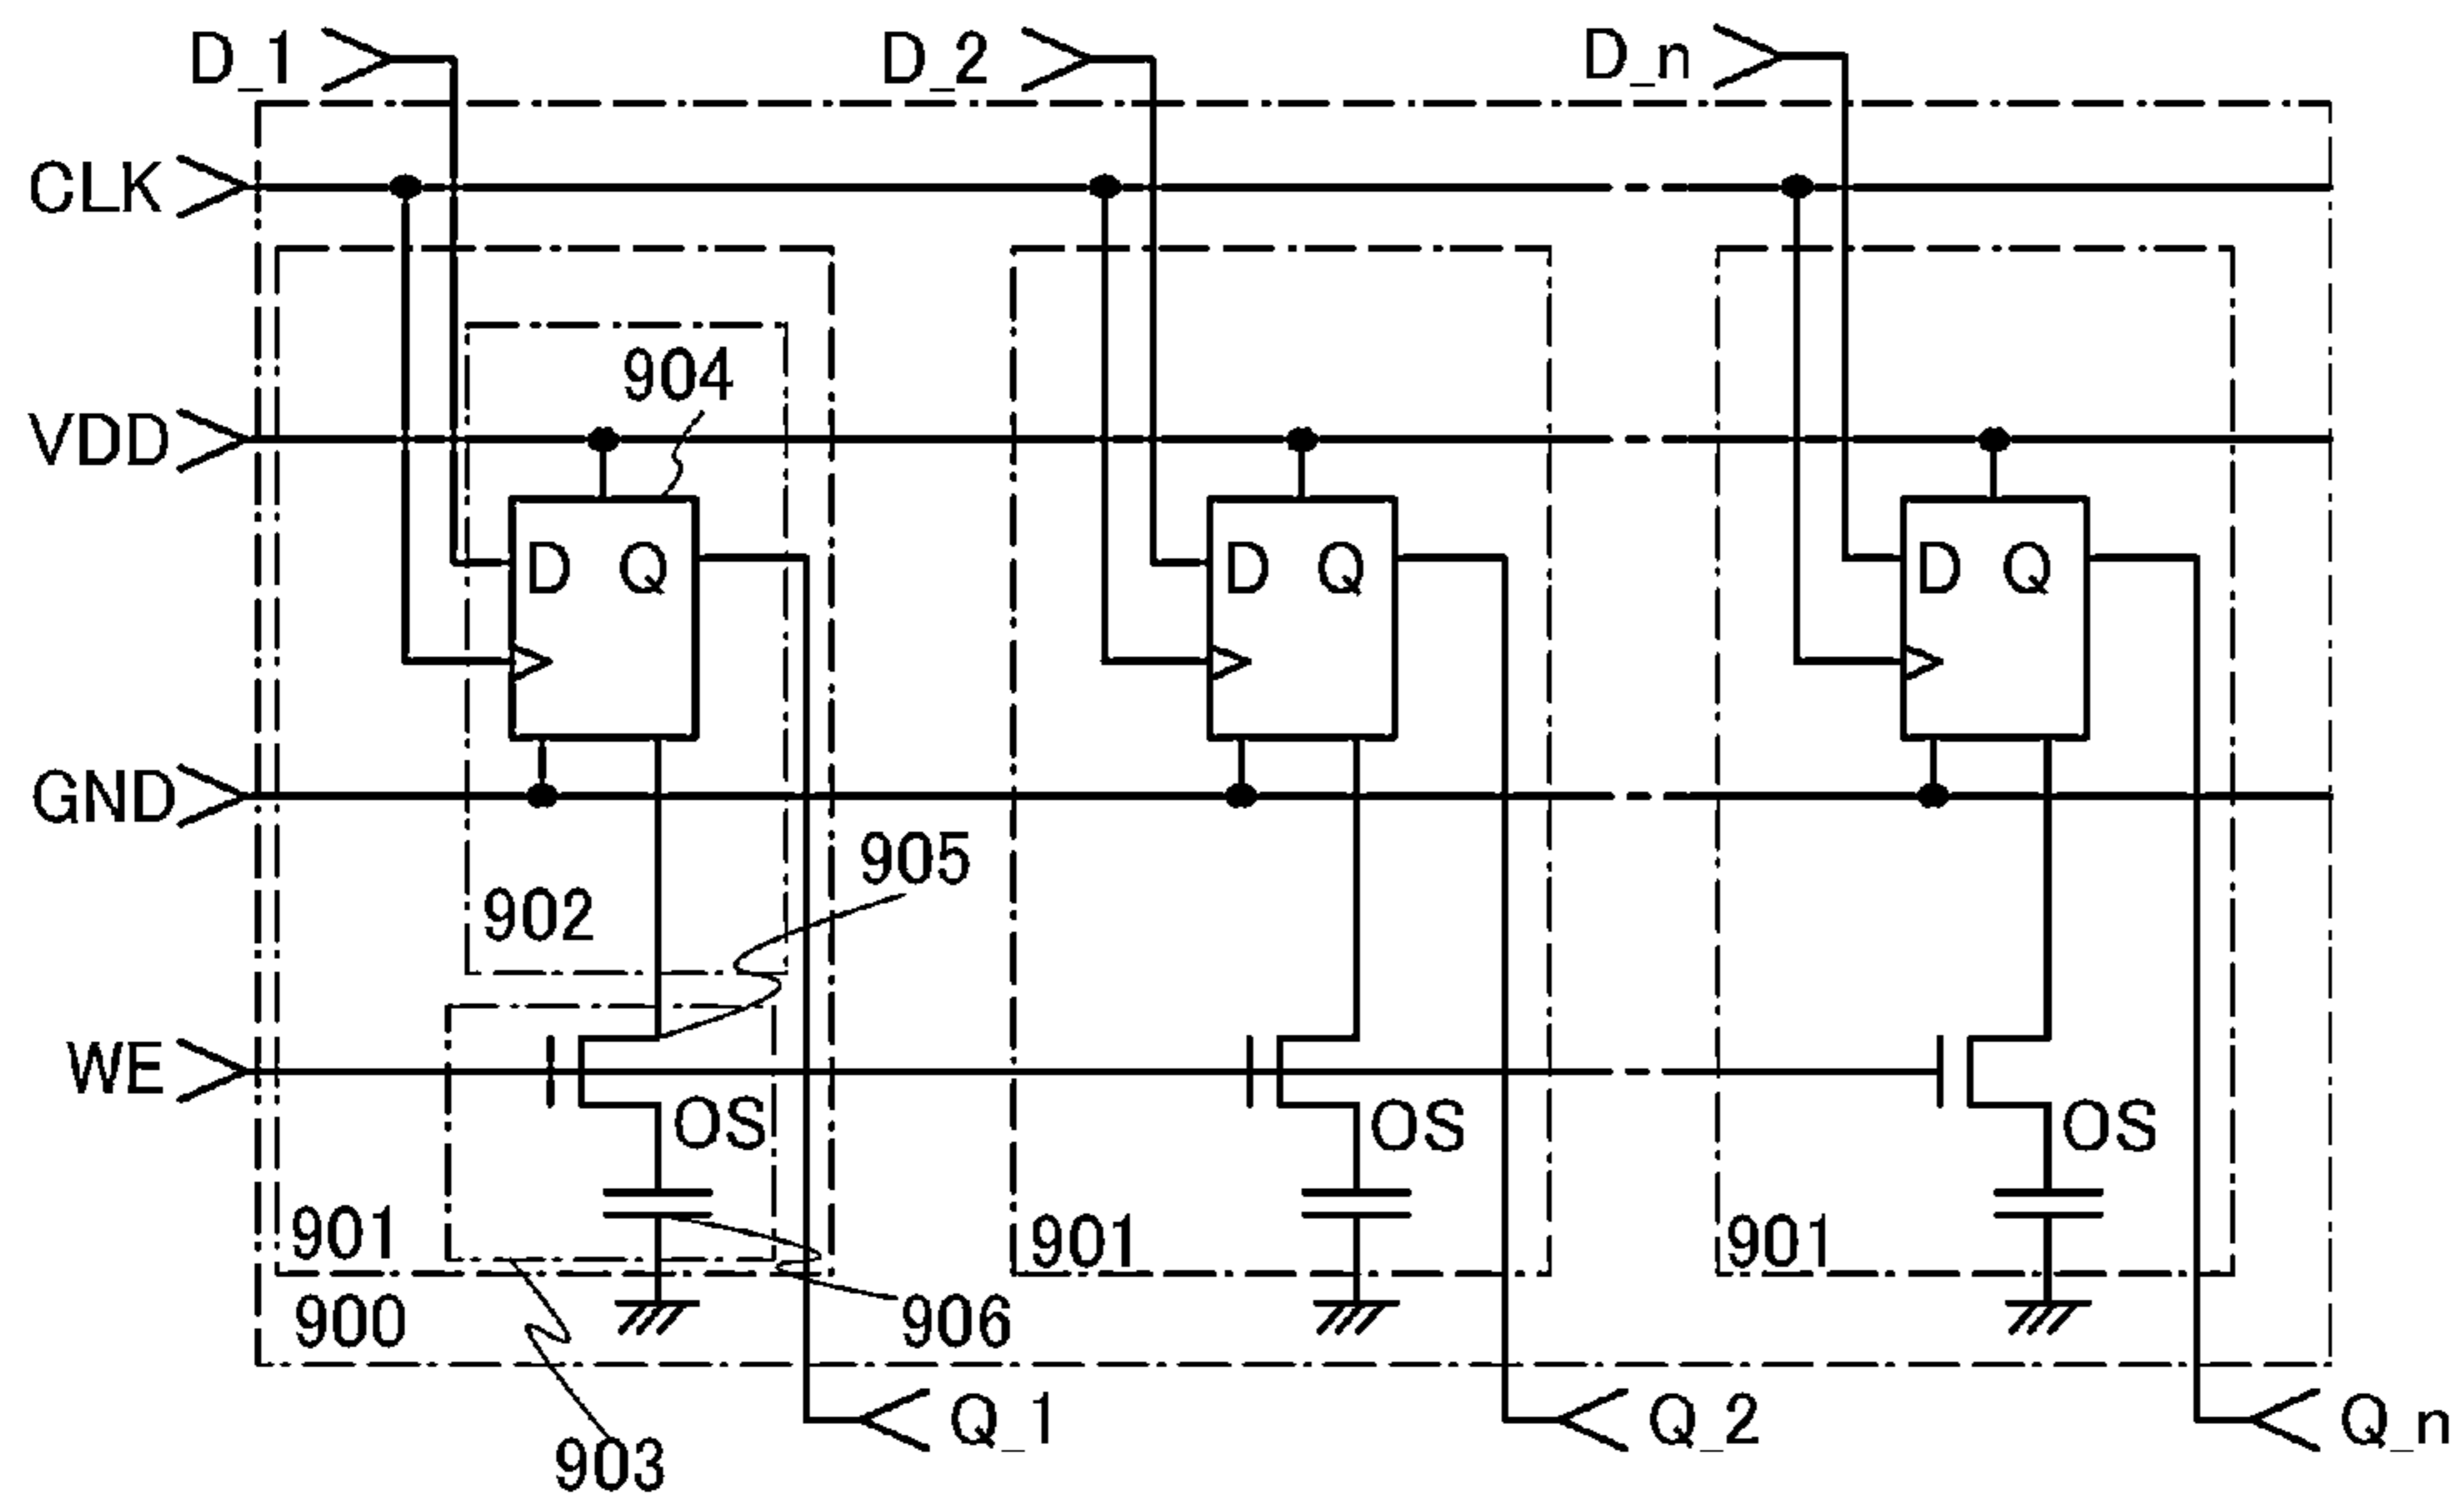 D_1
D_2
D_n
CLK
VDD
904
D Q
D Q
D Q
GND
905
902
WE
OS
OS
OS
901
901
901
900
906
903
Q_1
Q_2
Q_n